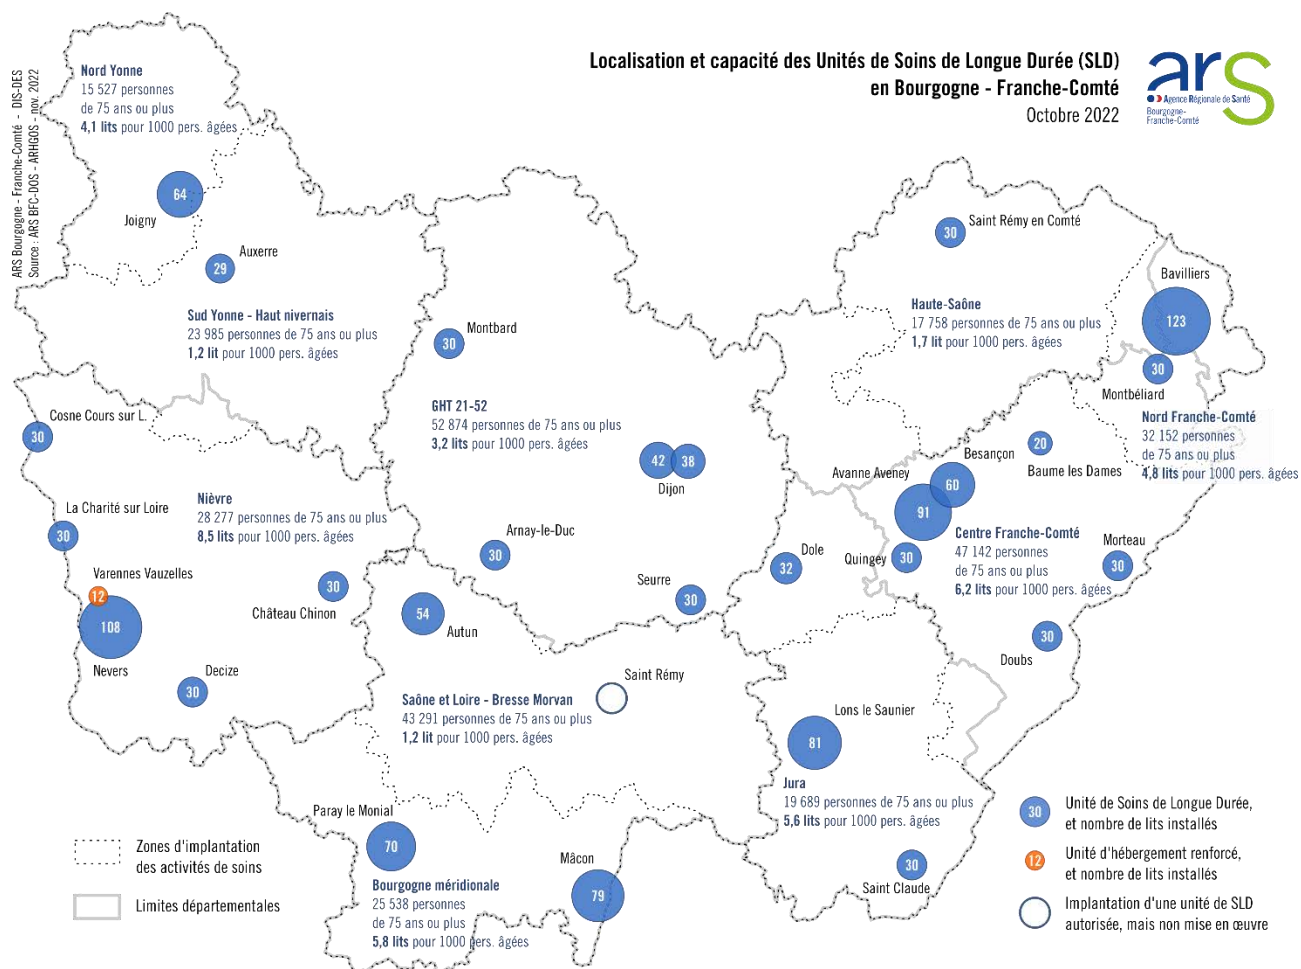 Localisation et capacité des Unités de Soins de Longue Durée (SLD)
en Bourgogne - Franche-Comté
Octobre 2022
ars
Agence Régionale de Santé
Bourgogne-
Franche-Comté
ARS Bourgogne - Franche-Comté - DIS-DES
Source : ARS BFC-DOS - ARHGOS - nov. 2022
Nord Yonne
15 527 personnes
de 75 ans ou plus
4,1 lits pour 1000 pers. âgées
64
Joigny
Auxerre
29
Sud Yonne - Haut nivernais
23 985 personnes de 75 ans ou plus
1,2 lit pour 1000 pers. âgées
Montbard
30
GHT 21-52
52 874 personnes de 75 ans ou plus
3,2 lits pour 1000 pers. âgées
42
38
Dijon
Arnay-le-Duc
30
Seurre
30
Saint Rémy en Comté
30
Haute-Saône
17 758 personnes de 75 ans ou plus
1,7 lit pour 1000 pers. âgées
Bavilliers
123
30
Montbéliard
Nord Franche-Comté
32 152 personnes
de 75 ans ou plus
4,8 lits pour 1000 pers. âgées
20
Baume les Dames
Besançon
60
Avanne Aveney
91
Quingey
30
Centre Franche-Comté
47 142 personnes
de 75 ans ou plus
6,2 lits pour 1000 pers. âgées
Morteau
30
30
Doubs
Dole
32
Cosne Cours sur L.
30
La Charité sur Loire
30
Nièvre
28 277 personnes de 75 ans ou plus
8,5 lits pour 1000 pers. âgées
Varennes Vauzelles
12
108
Nevers
30
Château Chinon
Decize
30
54
Autun
Saint Rémy
Saône et Loire - Bresse Morvan
43 291 personnes de 75 ans ou plus
1,2 lit pour 1000 pers. âgées
Lons le Saunier
81
Jura
19 689 personnes de 75 ans ou plus
5,6 lits pour 1000 pers. âgées
30
Saint Claude
Paray le Monial
70
Mâcon
79
Bourgogne méridionale
25 538 personnes
de 75 ans ou plus
5,8 lits pour 1000 pers. âgées
Zones d'implantation
des activités de soins
Limites départementales
30
Unité de Soins de Longue Durée,
et nombre de lits installés
12
Unité d'hébergement renforcé,
et nombre de lits installés
Implantation d'une unité de SLD
autorisée, mais non mise en œuvre